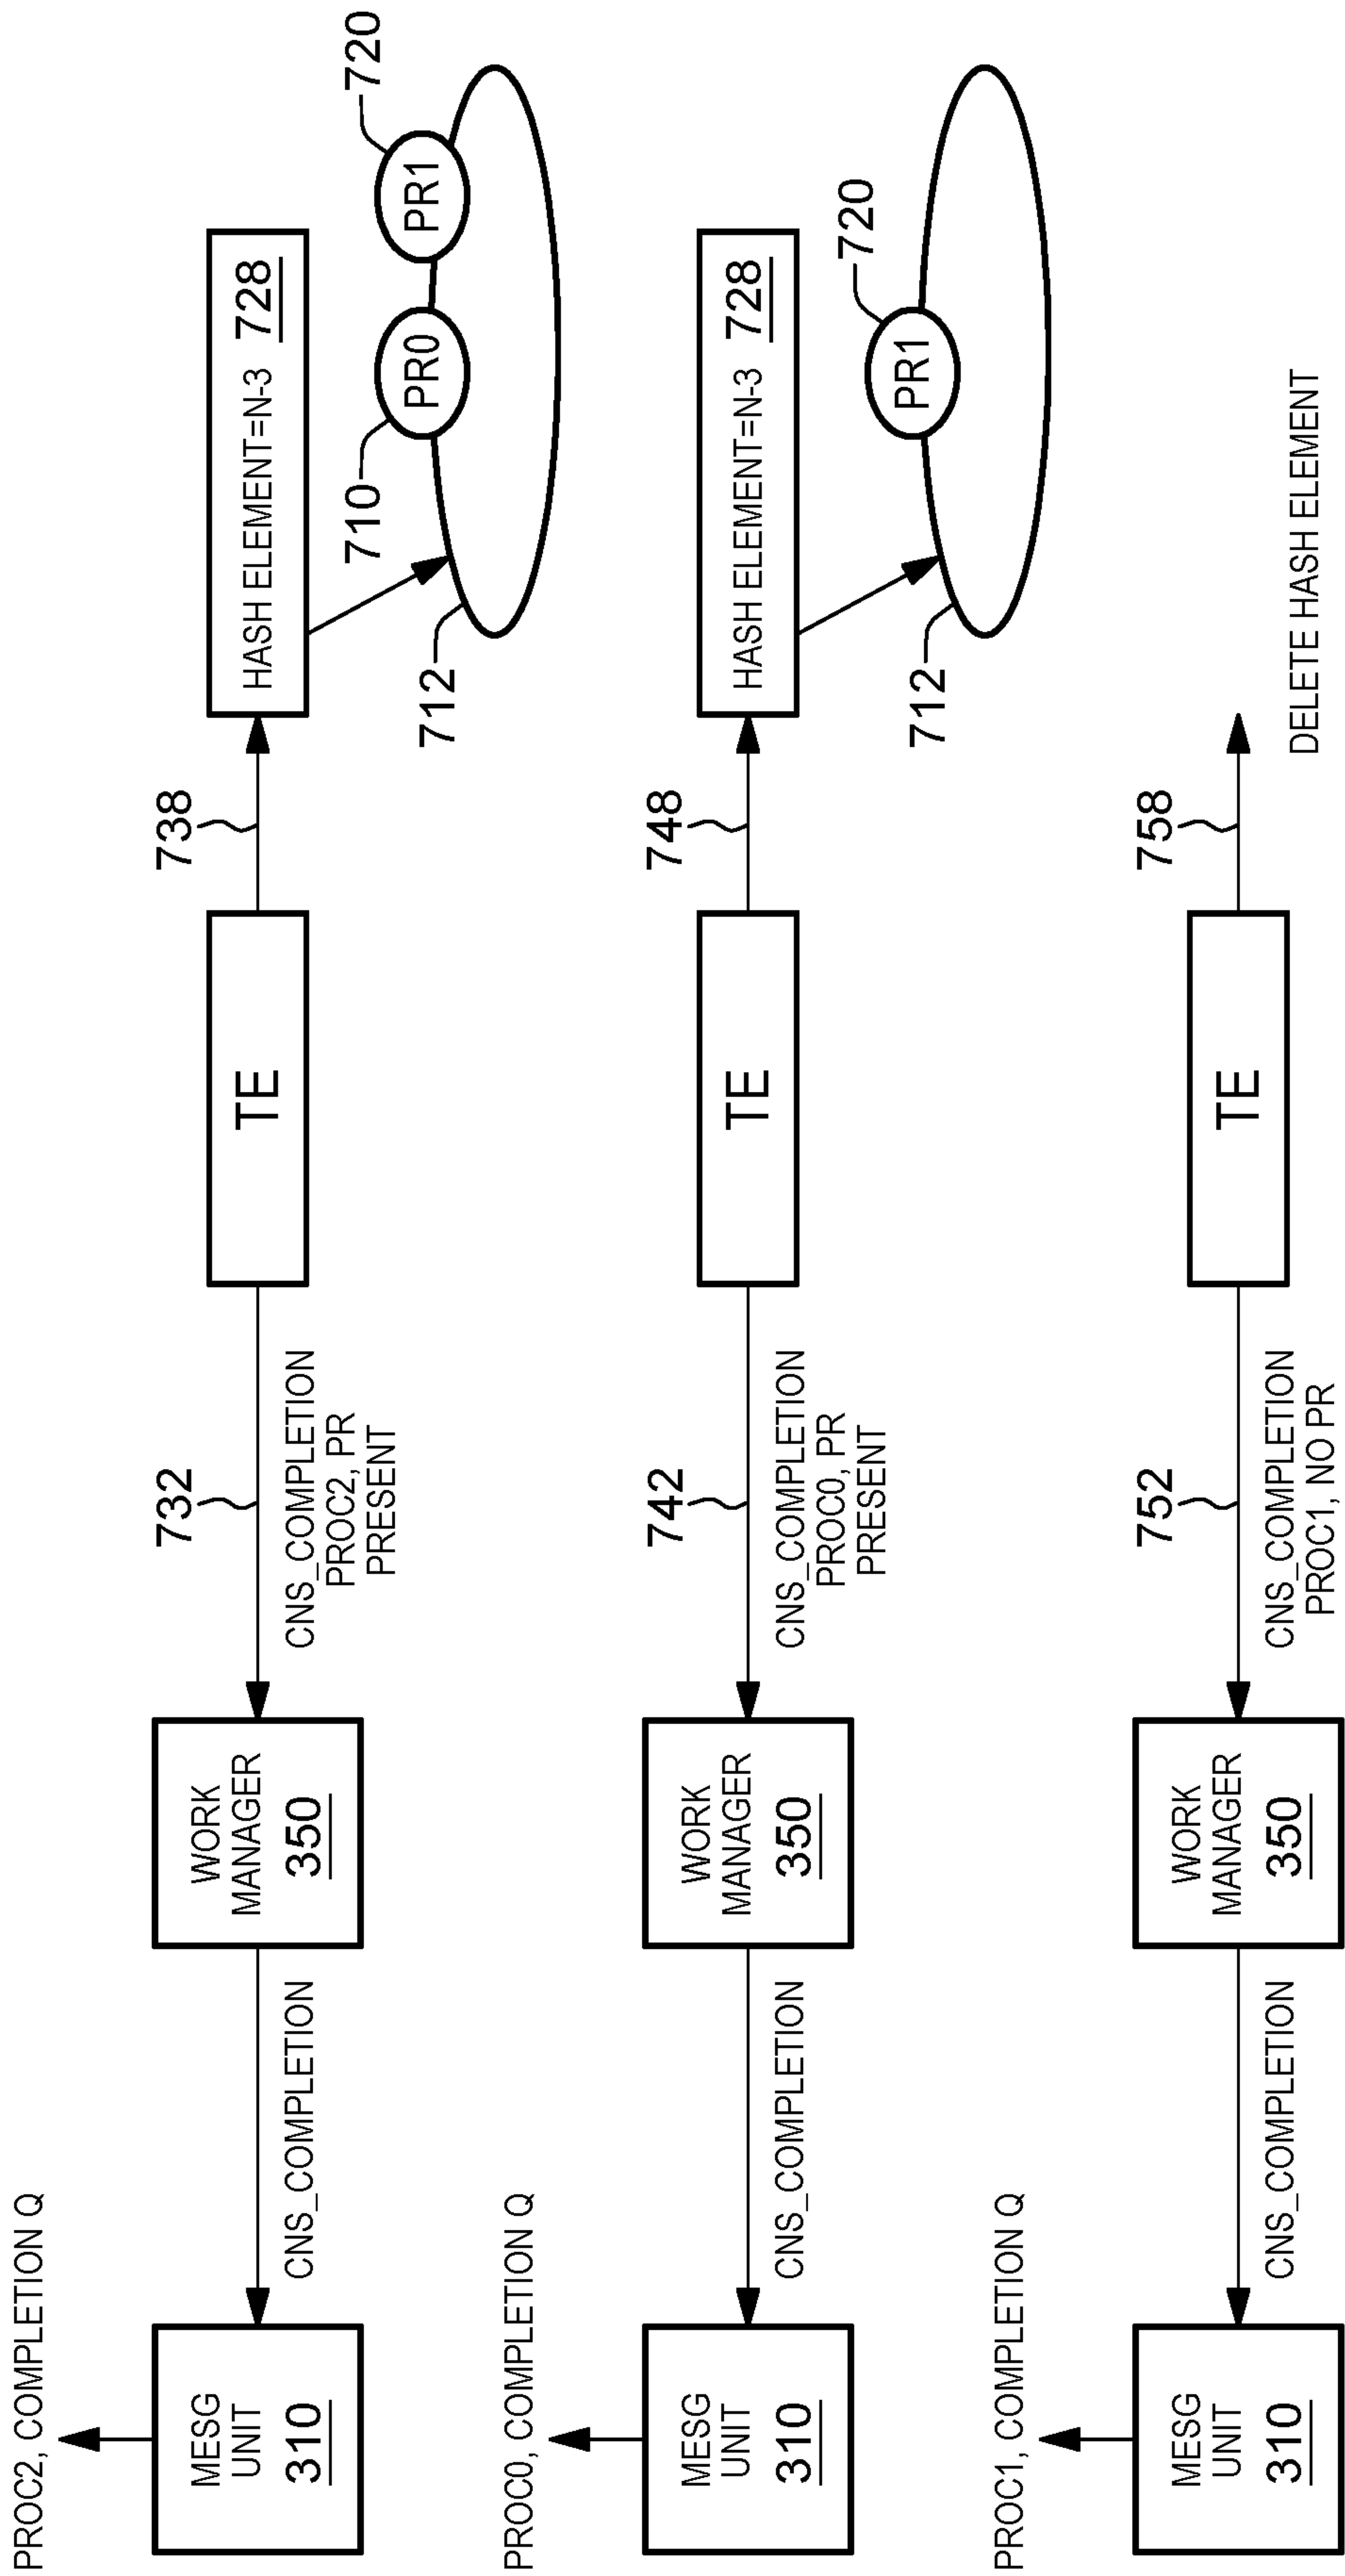 PROC2, COMPLETION Q
MESG
UNIT
310
CNS_COMPLETION
WORK
MANAGER
350
732
CNS_COMPLETION
PROC2, PR
PRESENT
TE
738
HASH ELEMENT=N-3 728
712
710
PR0
PR1
720
PROC0, COMPLETION Q
MESG
UNIT
310
CNS_COMPLETION
WORK
MANAGER
350
742
CNS_COMPLETION
PROC0, PR
PRESENT
TE
748
HASH ELEMENT=N-3 728
712
PR1
720
PROC1, COMPLETION Q
MESG
UNIT
310
CNS_COMPLETION
WORK
MANAGER
350
752
CNS_COMPLETION
PROC1, NO PR
TE
758
DELETE HASH ELEMENT